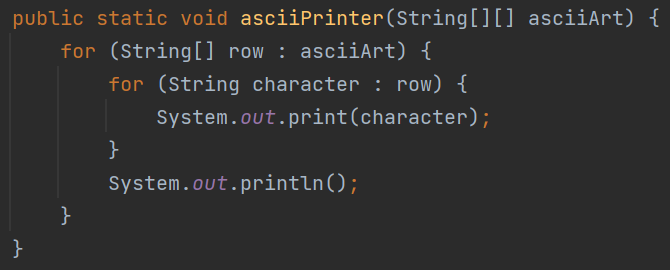 public static void asciiPrinter(String[][] asciiArt) {
    for (String[] row : asciiArt) {
        for (String character : row) {
            System.out.print(character);
        }
        System.out.println();
    }
}